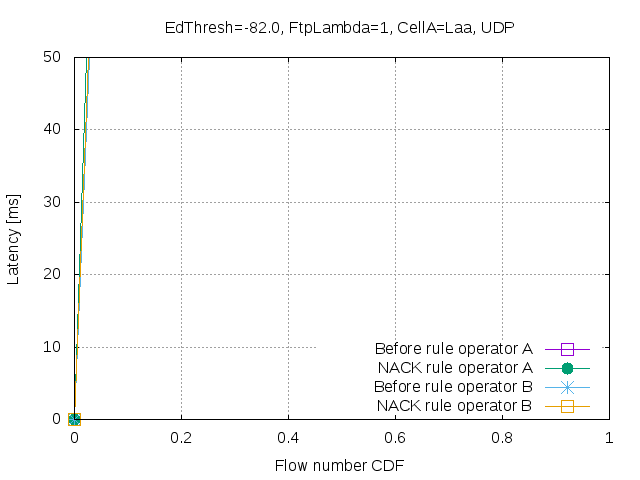 EdThresh=-82.0, FtpLambda=1, CellA=Laa, UDP
50
40
30
20
10
0
Latency [ms]
Before rule operator A
NACK rule operator A
Before rule operator B
NACK rule operator B
0 0.2 0.4 0.6 0.8 1
Flow number CDF